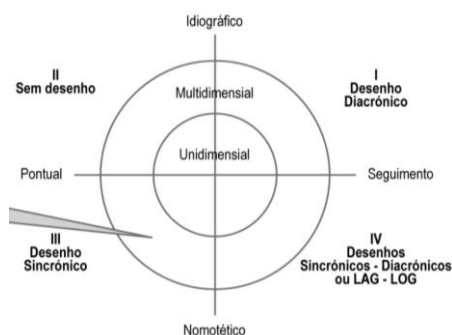 Idiográfico
II
Sem desenho
I
Desenho
Diacrónico
Multidimensial
Unidimensial
Pontual
Seguimento
III
Desenho
Sincrónico
IV
Desenhos
Sincrónicos - Diacrónicos
ou LAG - LOG
Nomotético